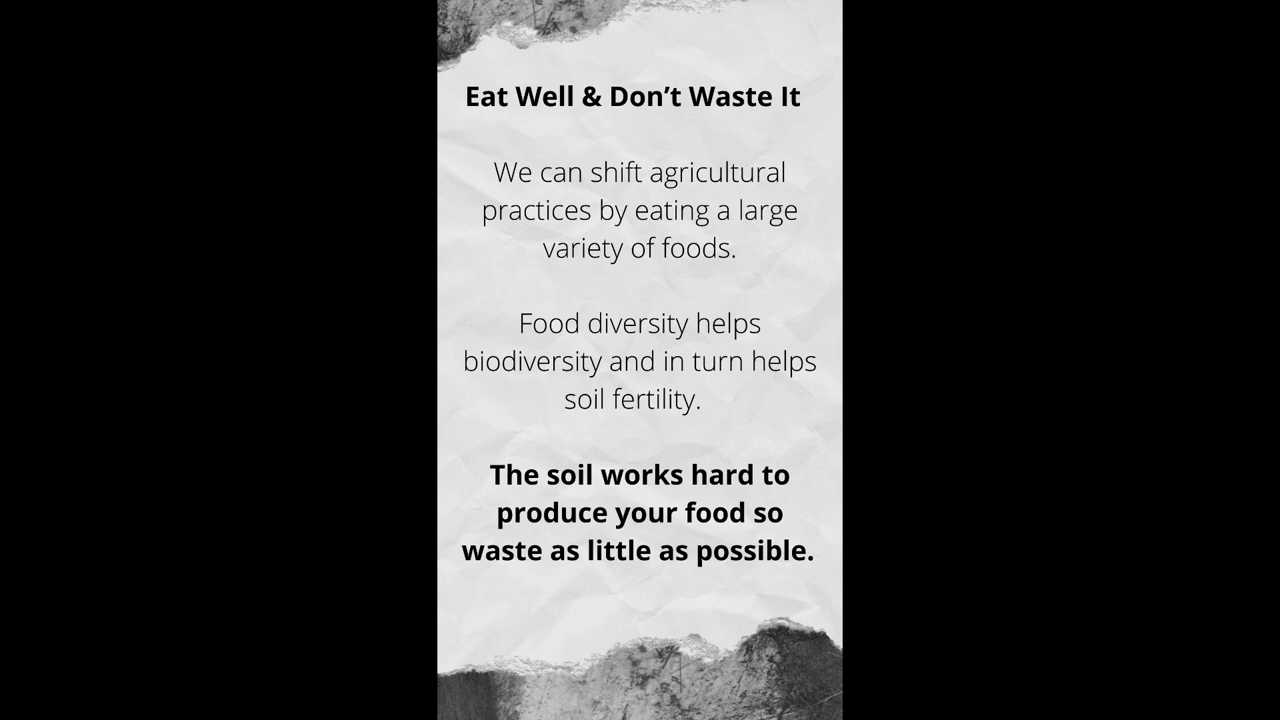 Eat Well & Don’t Waste It
We can shift agricultural
practices by eating a large
variety of foods.
Food diversity helps
biodiversity and in turn helps
soil fertility.
The soil works hard to
produce your food so
waste as little as possible.